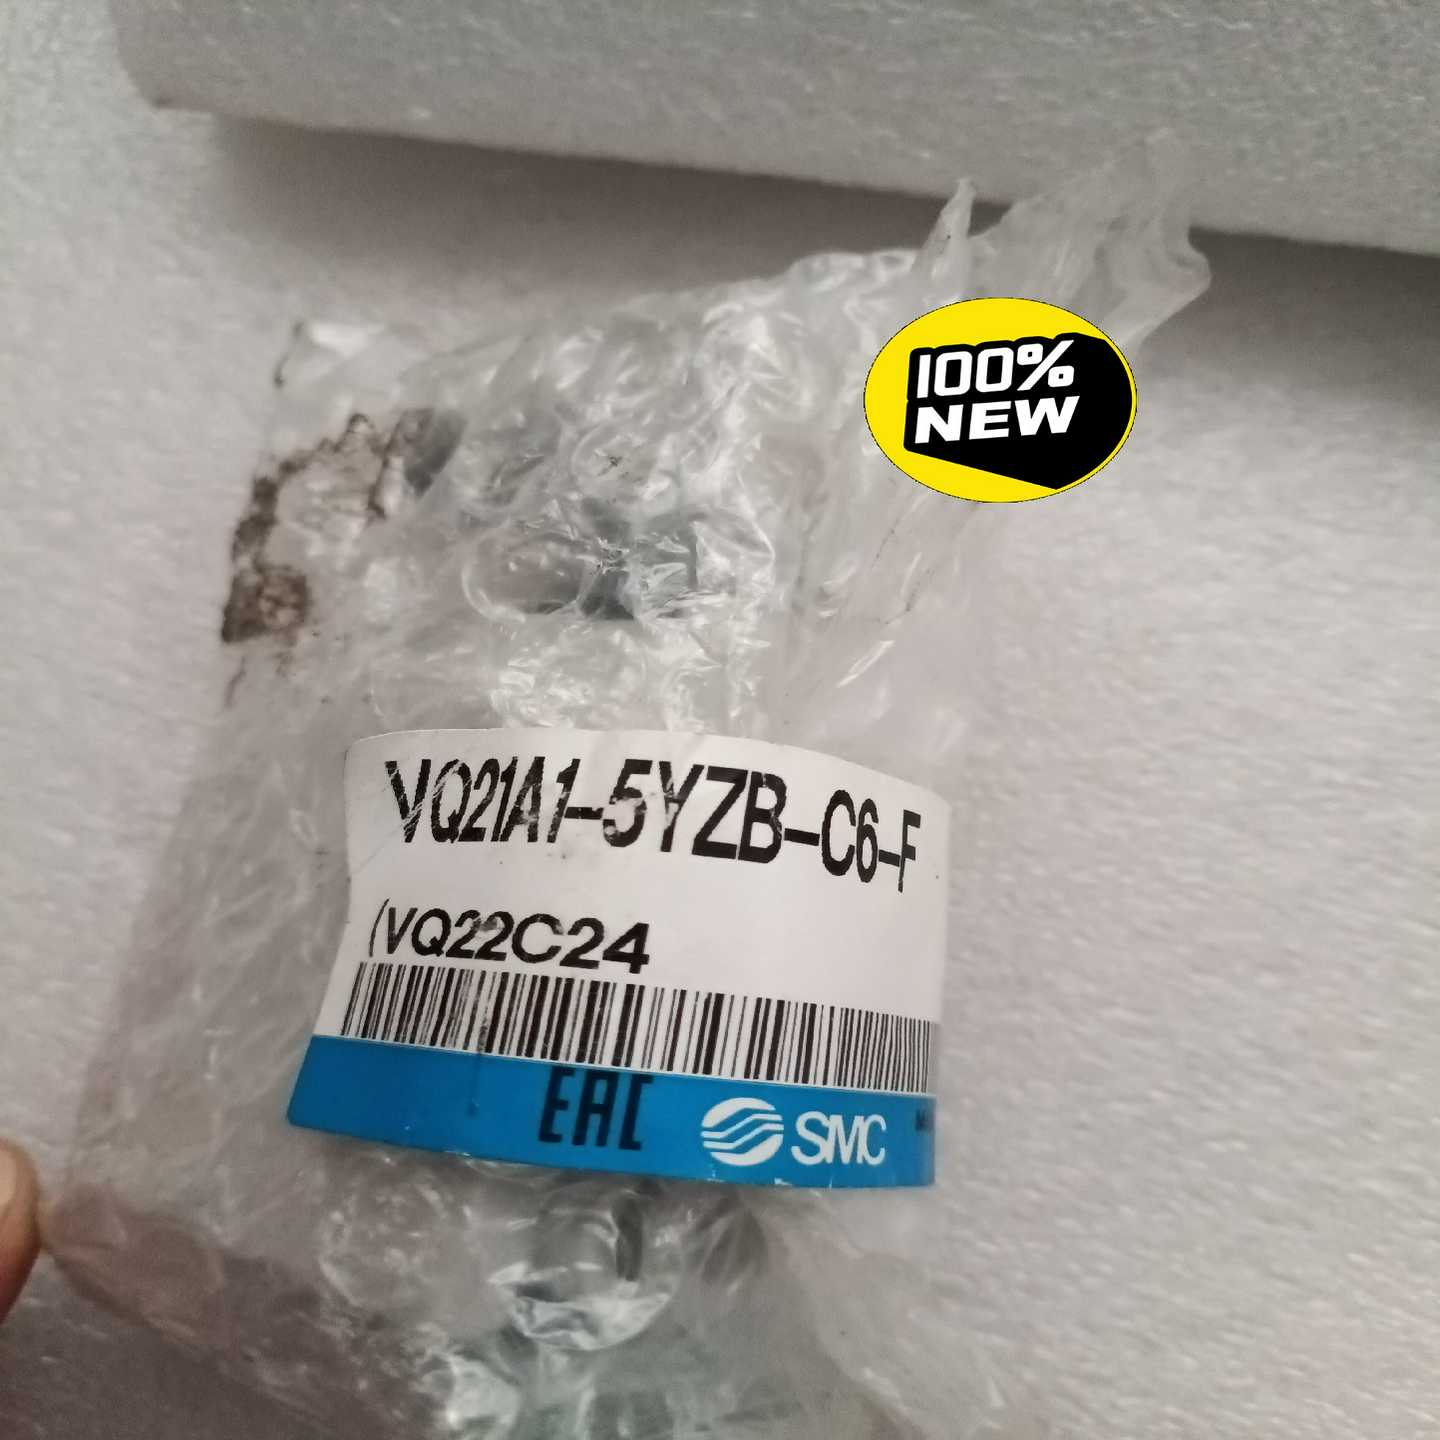 100%
NEW
VQ21A1-5YZB-C6-F
(VQ22C24
EAC
SMC